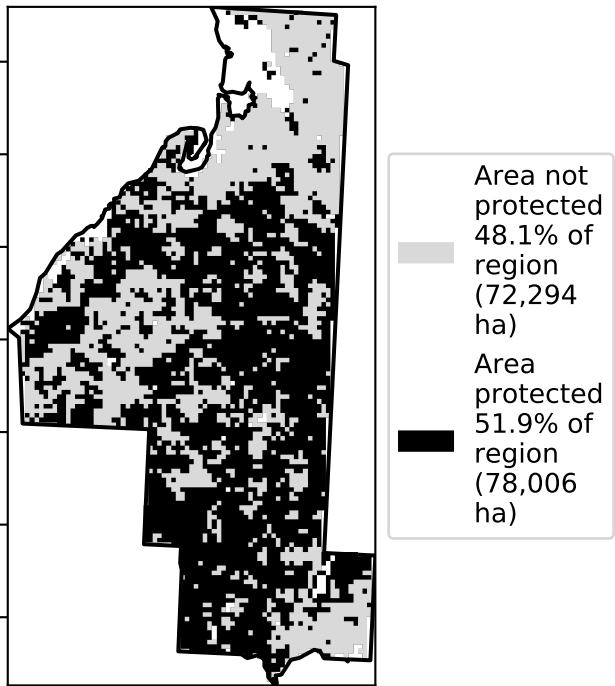 Area not
protected
48.1% of
region
(72,294
ha)
Area
protected
51.9% of
region
(78,006
ha)